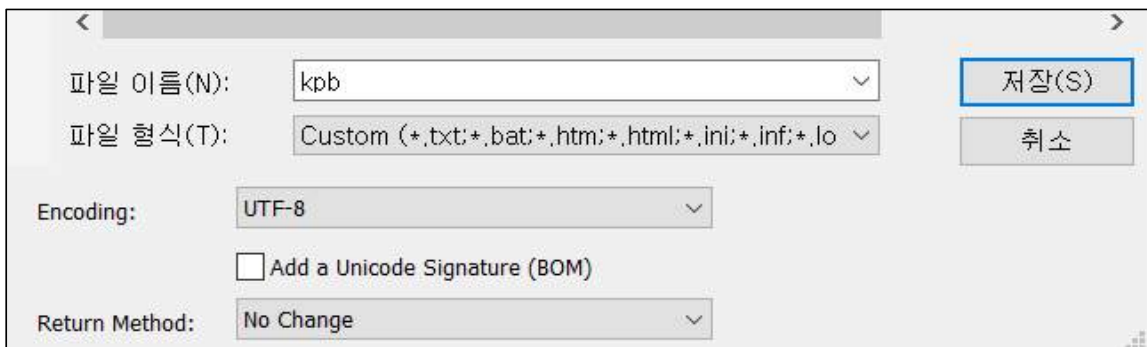 파일 이름(N): kpb 저장(S)
파일 형식(T): Custom (*.txt;*.bat;*.htm;*.html;*.ini;*.inf;*.lo 취소
Encoding: UTF-8
Add a Unicode Signature (BOM)
Return Method: No Change